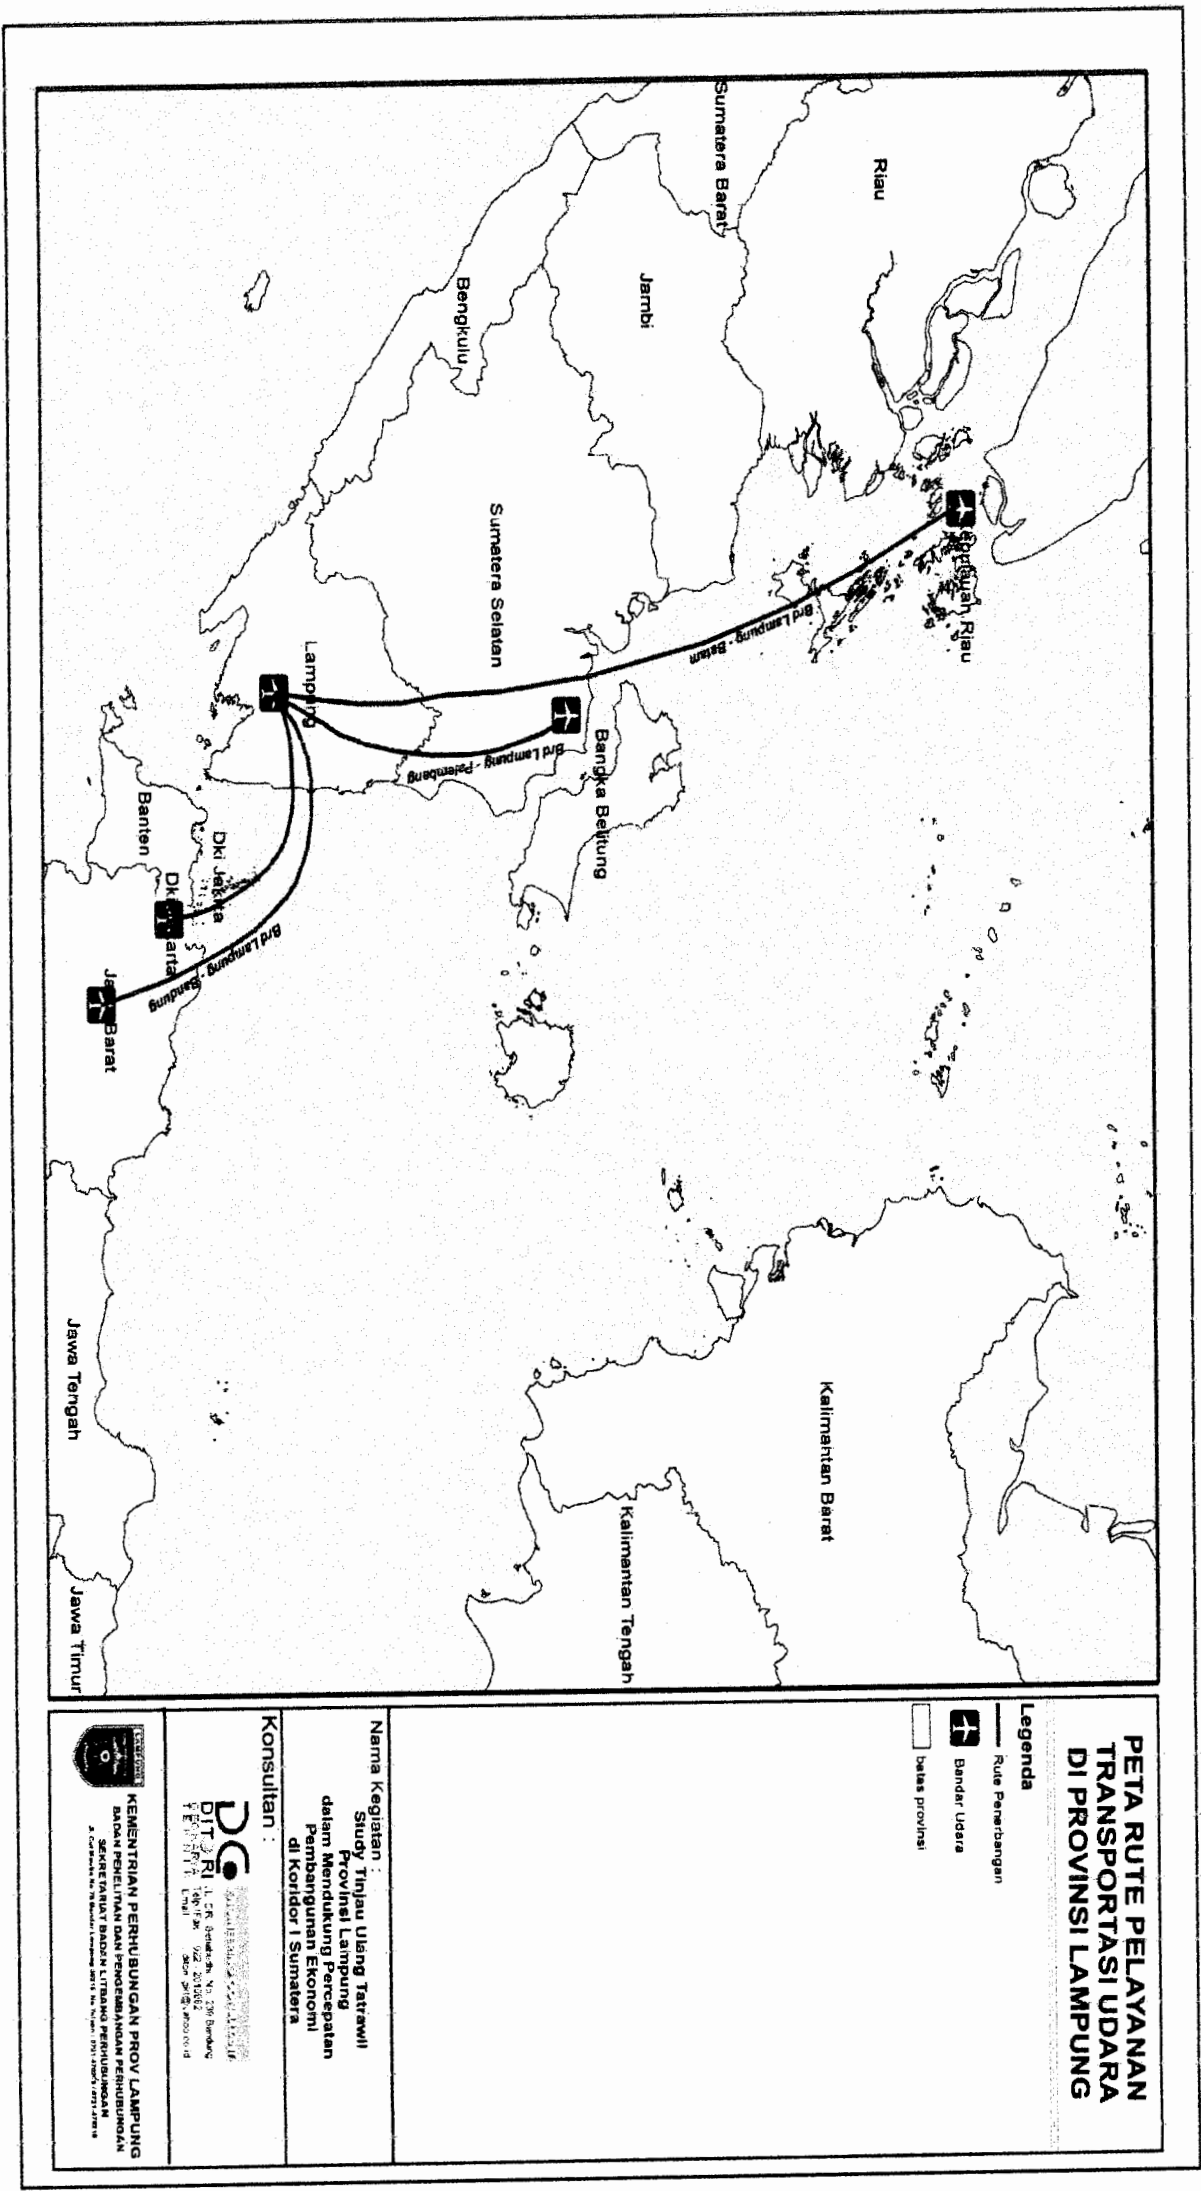 PETA RUTE PELAYANAN
TRANSPORTASI UDARA
DI PROVINSI LAMPUNG
Legenda
Rute Penerbangan
Bandar Udara
batas provinsi
Nama Kegiatan :
Study Tinjau Ulang Tatrawil
Provinsi Lampung
dalam Mendukung Percepatan
Pembangunan Ekonomi
di Koridor I Sumatera
Konsultan :
KEMENTRIAN PERHUBUNGAN PROV LAMPUNG
BADAN PENELITIAN DAN PENGEMBANGAN PERHUBUNGAN
SEKRETARIAT BADAN LITBANG PERHUBUNGAN
LAMPUNG
Riau
Sumatera Barat
Jambi
Bengkulu
Sumatera Selatan
Riau
Brd Lampung - Batam
Lampung
Brd Lampung - Palembang
Bangka Belitung
Banten
Dki Jakarta
Brd Lampung - Bandung
Barat
Jawa Tengah
Jawa Timur
Kalimantan Barat
Kalimantan Tengah